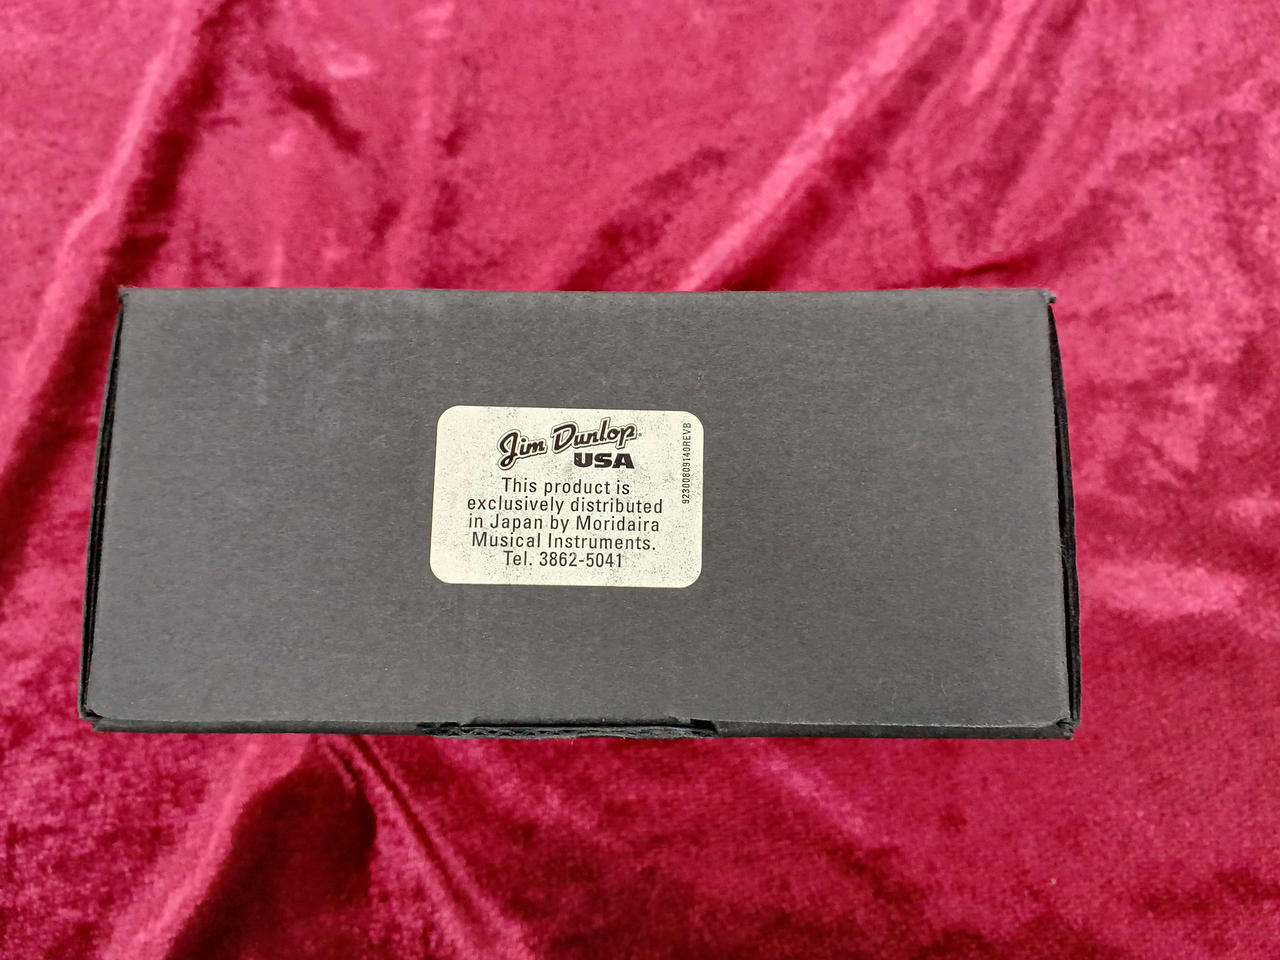 Jim Dunlop
USA
This product is
exclusively distributed
in Japan by Moridaira
Musical Instruments.
Tel. 3862-5041
92300809140REVB